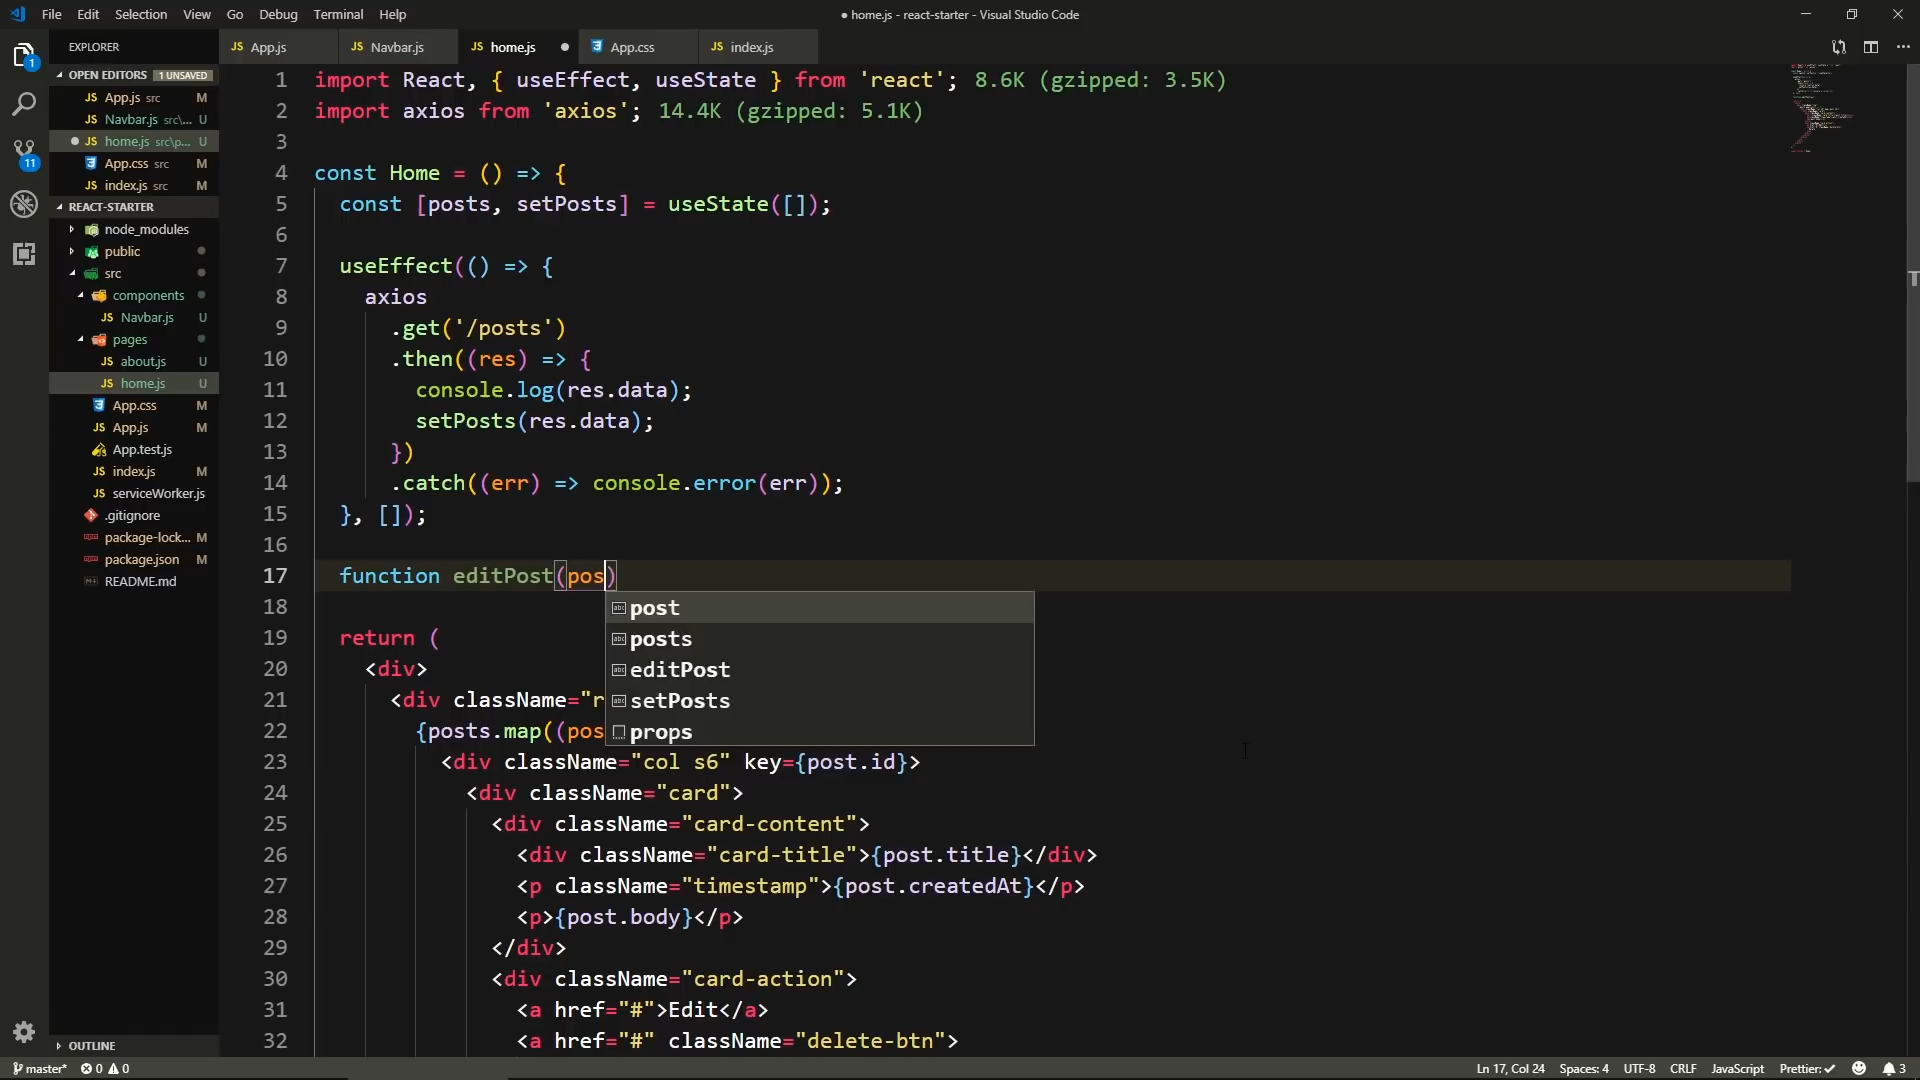 File Edit Selection View Go Debug Terminal Help
● home.js - react-starter - Visual Studio Code
EXPLORER
OPEN EDITORS 1 UNSAVED
JS App.js src M
JS Navbar.js src\... U
● JS home.js src\p... U
App.css src M
JS index.js src M
REACT-STARTER
node_modules
public
src
components
JS Navbar.js U
pages
JS about.js U
JS home.js U
App.css M
JS App.js M
App.test.js
JS index.js M
JS serviceWorker.js
.gitignore
package-lock... M
package.json M
README.md
OUTLINE
1
11
JS App.js
JS Navbar.js
JS home.js ●
App.css
JS index.js
1 import React, { useEffect, useState } from 'react'; 8.6K (gzipped: 3.5K)
2 import axios from 'axios'; 14.4K (gzipped: 5.1K)
3
4 const Home = () => {
5 const [posts, setPosts] = useState([]);
6
7 useEffect(() => {
8 axios
9 .get('/posts')
10 .then((res) => {
11 console.log(res.data);
12 setPosts(res.data);
13 })
14 .catch((err) => console.error(err));
15 }, []);
16
17 function editPost(pos)
18
19 return (
20 <div>
21 <div className="r
22 {posts.map((pos
23 <div className="col s6" key={post.id}>
24 <div className="card">
25 <div className="card-content">
26 <div className="card-title">{post.title}</div>
27 <p className="timestamp">{post.createdAt}</p>
28 <p>{post.body}</p>
29 </div>
30 <div className="card-action">
31 <a href="#">Edit</a>
32 <a href="#" className="delete-btn">
abc post
abc posts
abc editPost
abc setPosts
props
master* 0 0
Ln 17, Col 24 Spaces: 4 UTF-8 CRLF JavaScript Prettier: ✓ 3